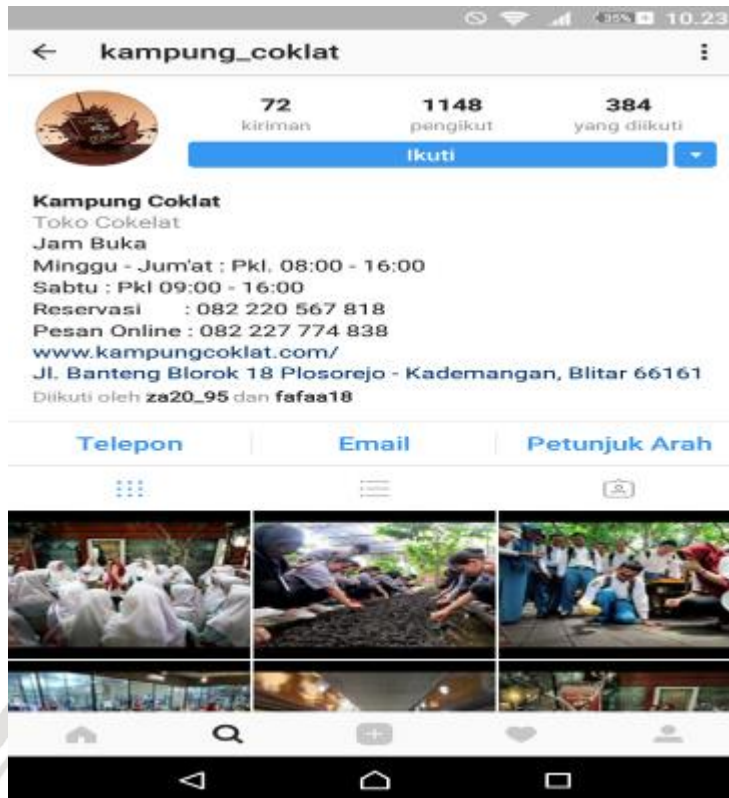 35% 10.23
kampung_coklat
72 1148 384
kiriman pengikut yang diikuti
Ikuti
Kampung Coklat
Toko Cokelat
Jam Buka
Minggu - Jum'at : Pkl. 08:00 - 16:00
Sabtu : Pkl 09:00 - 16:00
Reservasi : 082 220 567 818
Pesan Online : 082 227 774 838
www.kampungcoklat.com/
Jl. Banteng Blorok 18 Plosorejo - Kademangan, Blitar 66161
Diikuti oleh za20_95 dan fafaa18
Telepon Email Petunjuk Arah